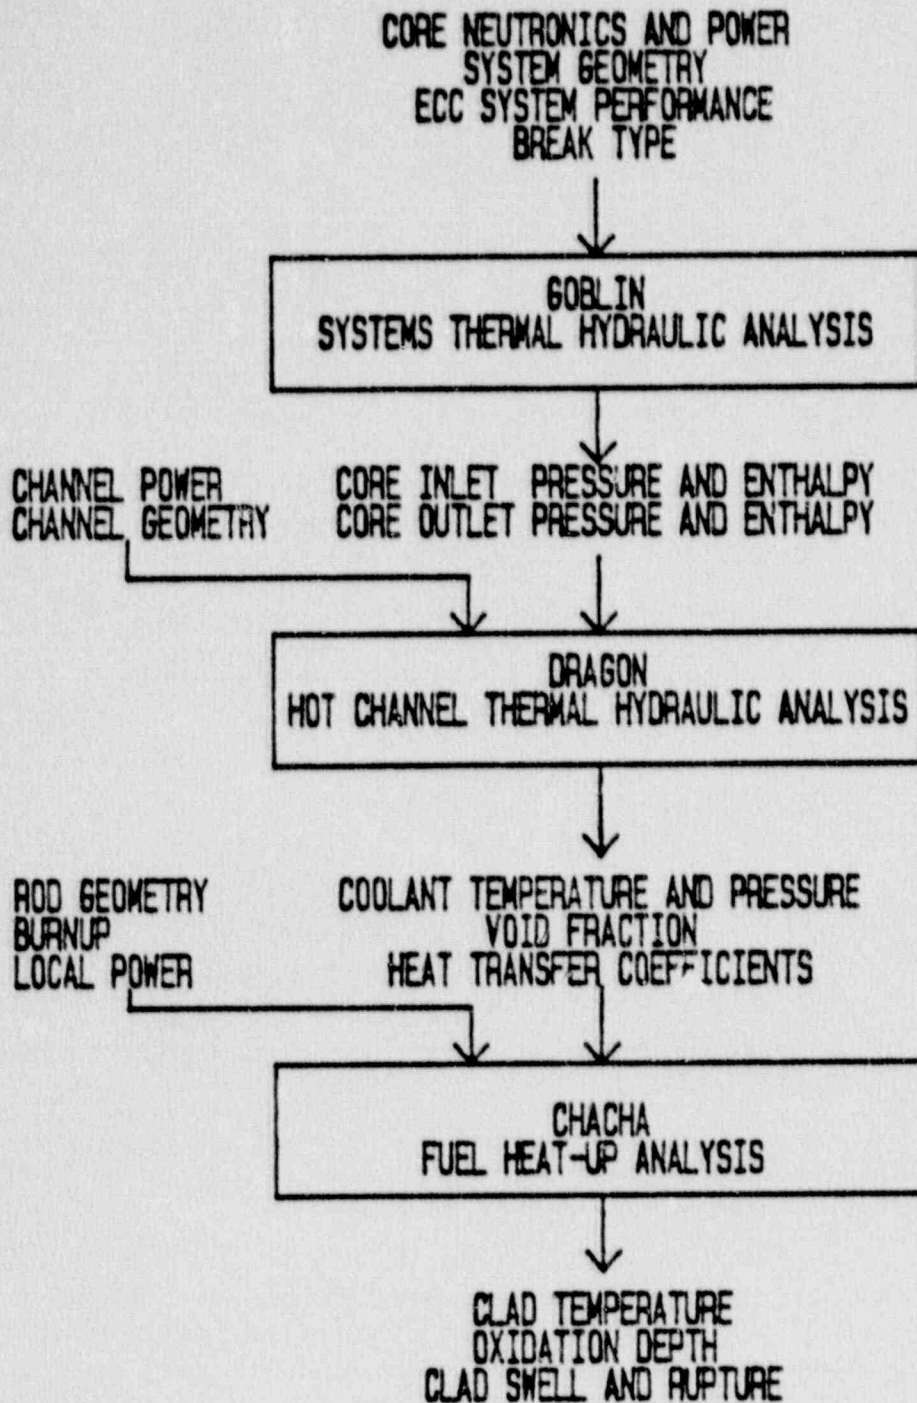 CORE NEUTRONICS AND POWER
SYSTEM GEOMETRY
ECC SYSTEM PERFORMANCE
BREAK TYPE
GOBLIN
SYSTEMS THERMAL HYDRAULIC ANALYSIS
CHANNEL POWER
CHANNEL GEOMETRY
CORE INLET PRESSURE AND ENTHALPY
CORE OUTLET PRESSURE AND ENTHALPY
DRAGON
HOT CHANNEL THERMAL HYDRAULIC ANALYSIS
ROD GEOMETRY
BURNUP
LOCAL POWER
COOLANT TEMPERATURE AND PRESSURE
VOID FRACTION
HEAT TRANSFER COEFFICIENTS
CHACHA
FUEL HEAT-UP ANALYSIS
CLAD TEMPERATURE
OXIDATION DEPTH
CLAD SWELL AND RUPTURE